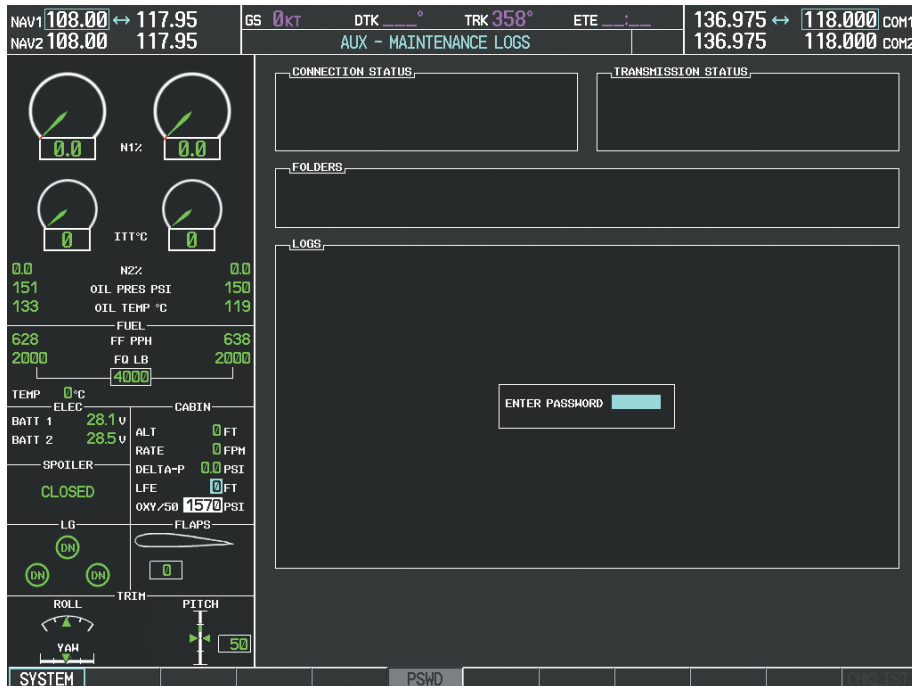 NAV1 108.00 ↔ 117.95
NAV2 108.00 117.95
GS 0KT DTK ___° TRK 358° ETE __:__
AUX - MAINTENANCE LOGS
136.975 ↔ 118.000 COM1
136.975 118.000 COM2
0.0 N1% 0.0
0 ITT°C 0
0.0 N2% 0.0
151 OIL PRES PSI 150
133 OIL TEMP °C 119
FUEL
628 FF PPH 638
2000 FQ LB 2000
4000
TEMP 0°C
ELEC
BATT 1 28.1 V
BATT 2 28.5 V
CABIN
ALT 0 FT
RATE 0 FPM
DELTA-P 0.0 PSI
LFE 0 FT
OXY/50 1570 PSI
SPOILER
CLOSED
LG
DN
DN DN
FLAPS
0
TRIM
ROLL
YAW
PITCH
50
CONNECTION STATUS
TRANSMISSION STATUS
FOLDERS
LOGS
ENTER PASSWORD
SYSTEM PSWD CHKLIST